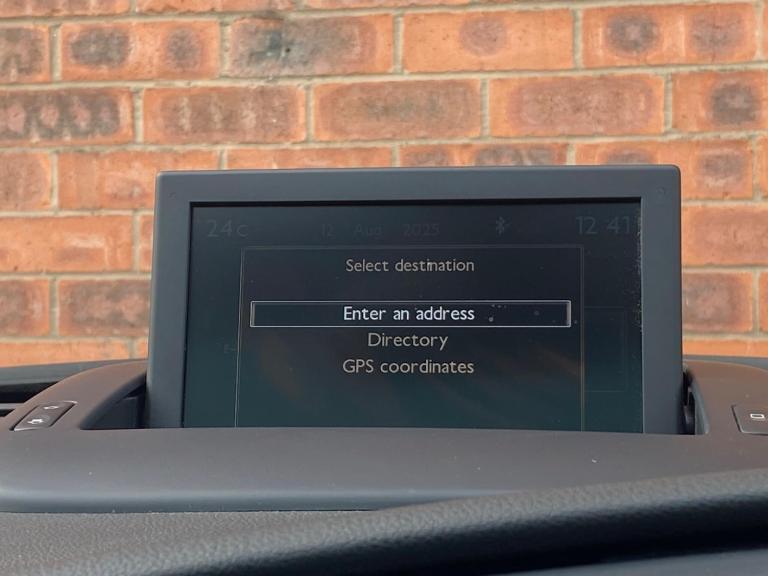 24C 12 Aug 2025 12 41
Select destination
Enter an address
Directory
GPS coordinates